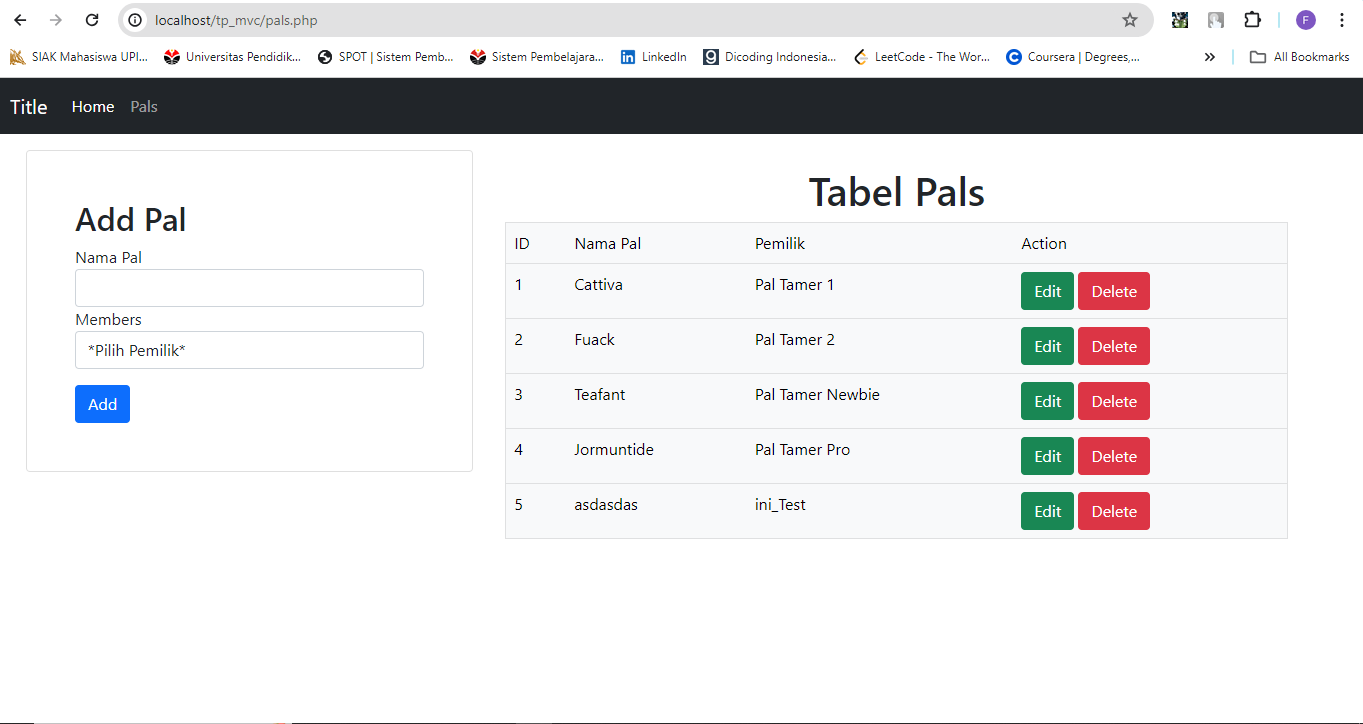 localhost/tp_mvc/pals.php
F
SIAK Mahasiswa UPI... Universitas Pendidik... SPOT | Sistem Pemb... Sistem Pembelajara... LinkedIn Dicoding Indonesia... LeetCode - The Wor... Coursera | Degrees,... » All Bookmarks
Title Home Pals
Add Pal
Nama Pal
Members
*Pilih Pemilik*
Add
Tabel Pals
ID Nama Pal Pemilik Action
1 Cattiva Pal Tamer 1 Edit Delete
2 Fuack Pal Tamer 2 Edit Delete
3 Teafant Pal Tamer Newbie Edit Delete
4 Jormuntide Pal Tamer Pro Edit Delete
5 asdasdas ini_Test Edit Delete